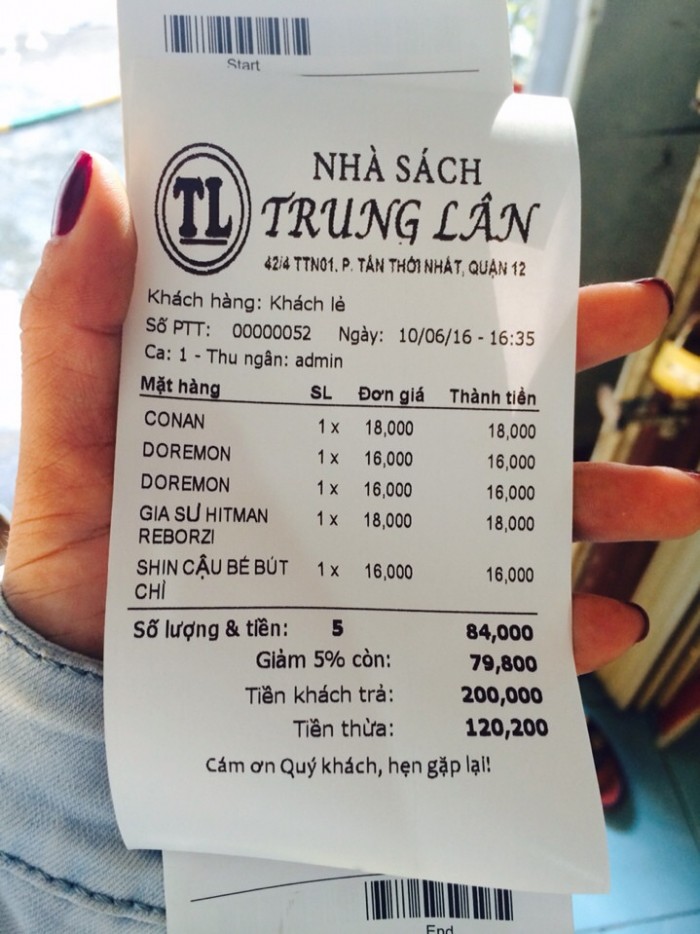 Start
TL
NHÀ SÁCH
TRUNG LÂN
42/4 TTN01. P. TÂN THỚI NHẤT, QUẬN 12
Khách hàng: Khách lẻ
Số PTT: 00000052 Ngày: 10/06/16 - 16:35
Ca: 1 - Thu ngân: admin
Mặt hàng SL Đơn giá Thành tiền
CONAN 1 x 18,000 18,000
DOREMON 1 x 16,000 16,000
DOREMON 1 x 16,000 16,000
GIA SƯ HITMAN 1 x 18,000 18,000
REBORZI
SHIN CẬU BÉ BÚT 1 x 16,000 16,000
CHÌ
Số lượng & tiền: 5 84,000
Giảm 5% còn: 79,800
Tiền khách trả: 200,000
Tiền thừa: 120,200
Cám ơn Quý khách, hẹn gặp lại!
End